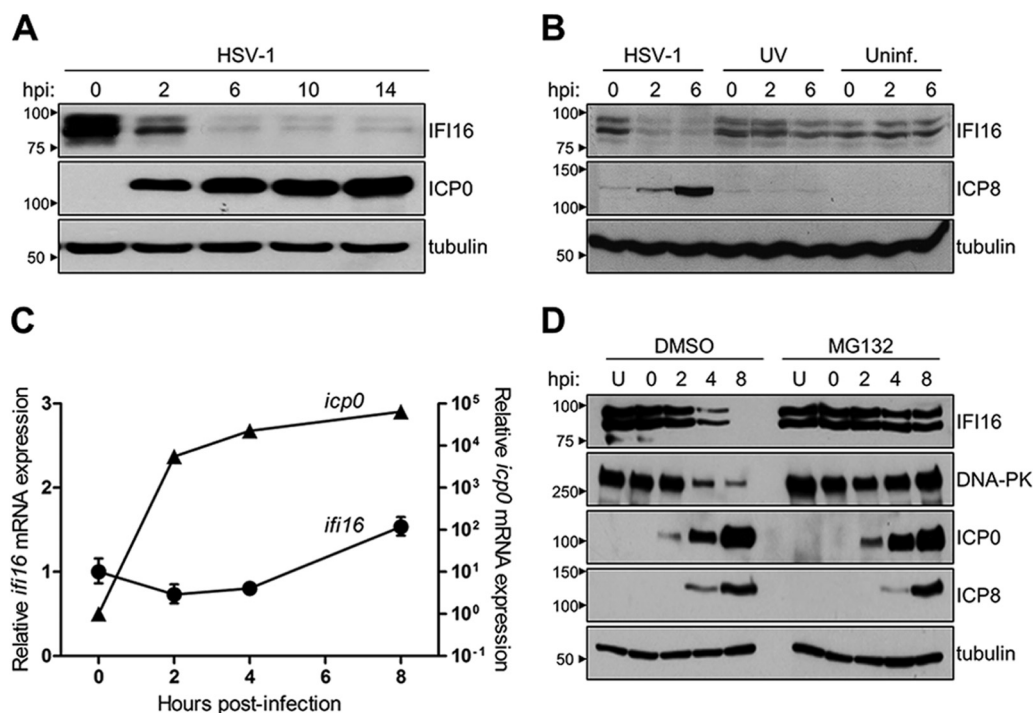 A
HSV-1
hpi: 0 2 6 10 14
100
75
IFI16
100
ICP0
50
tubulin
B
HSV-1 UV Uninf.
hpi: 0 2 6 0 2 6 0 2 6
100
75
IFI16
150
100
ICP8
50
tubulin
C
Relative ifi16 mRNA expression
3
2
1
0
icp0
ifi16
10⁵
10⁴
10³
10²
10¹
10⁰
10⁻¹
Relative icp0 mRNA expression
0 2 4 6 8
Hours post-infection
D
DMSO MG132
hpi: U 0 2 4 8 U 0 2 4 8
100
75
IFI16
250
DNA-PK
100
ICP0
150
100
ICP8
50
tubulin